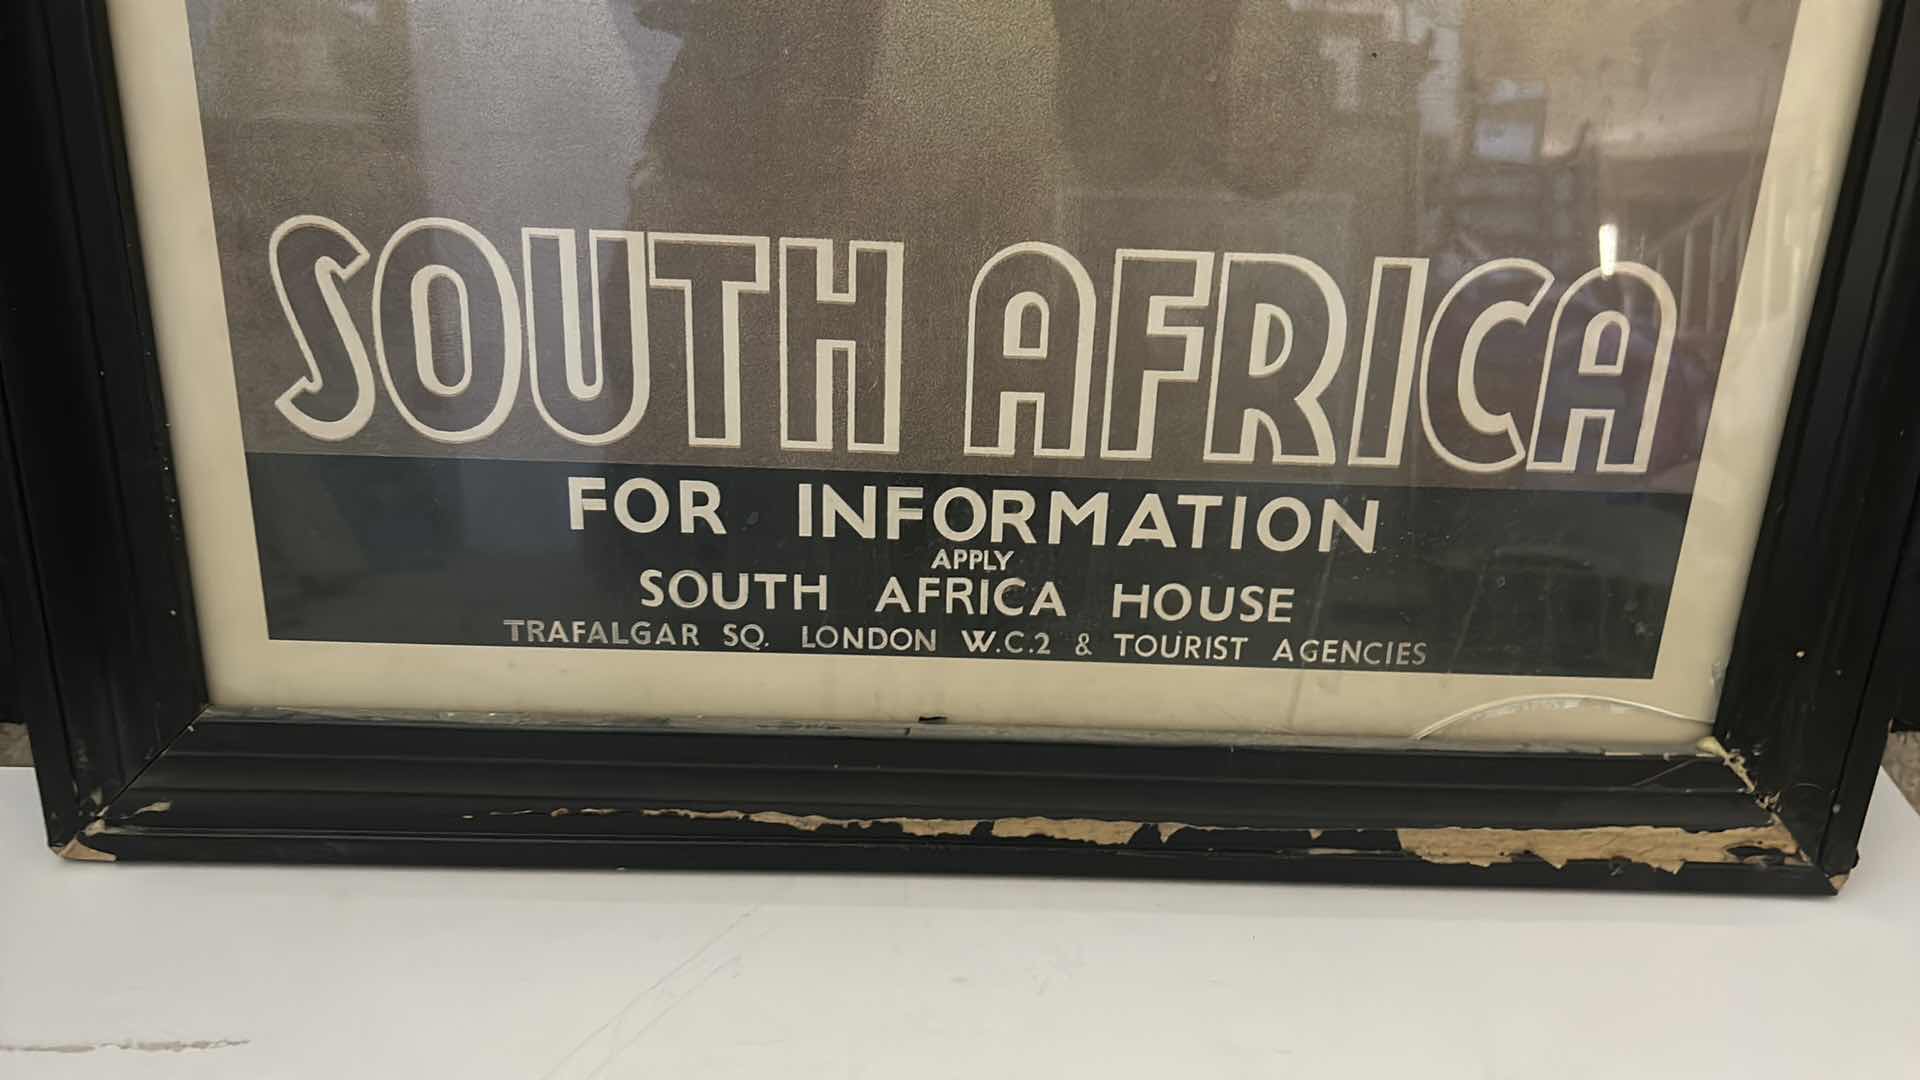 SOUTH AFRICA
FOR INFORMATION
APPLY
SOUTH AFRICA HOUSE
TRAFALGAR SQ. LONDON W.C.2 & TOURIST AGENCIES